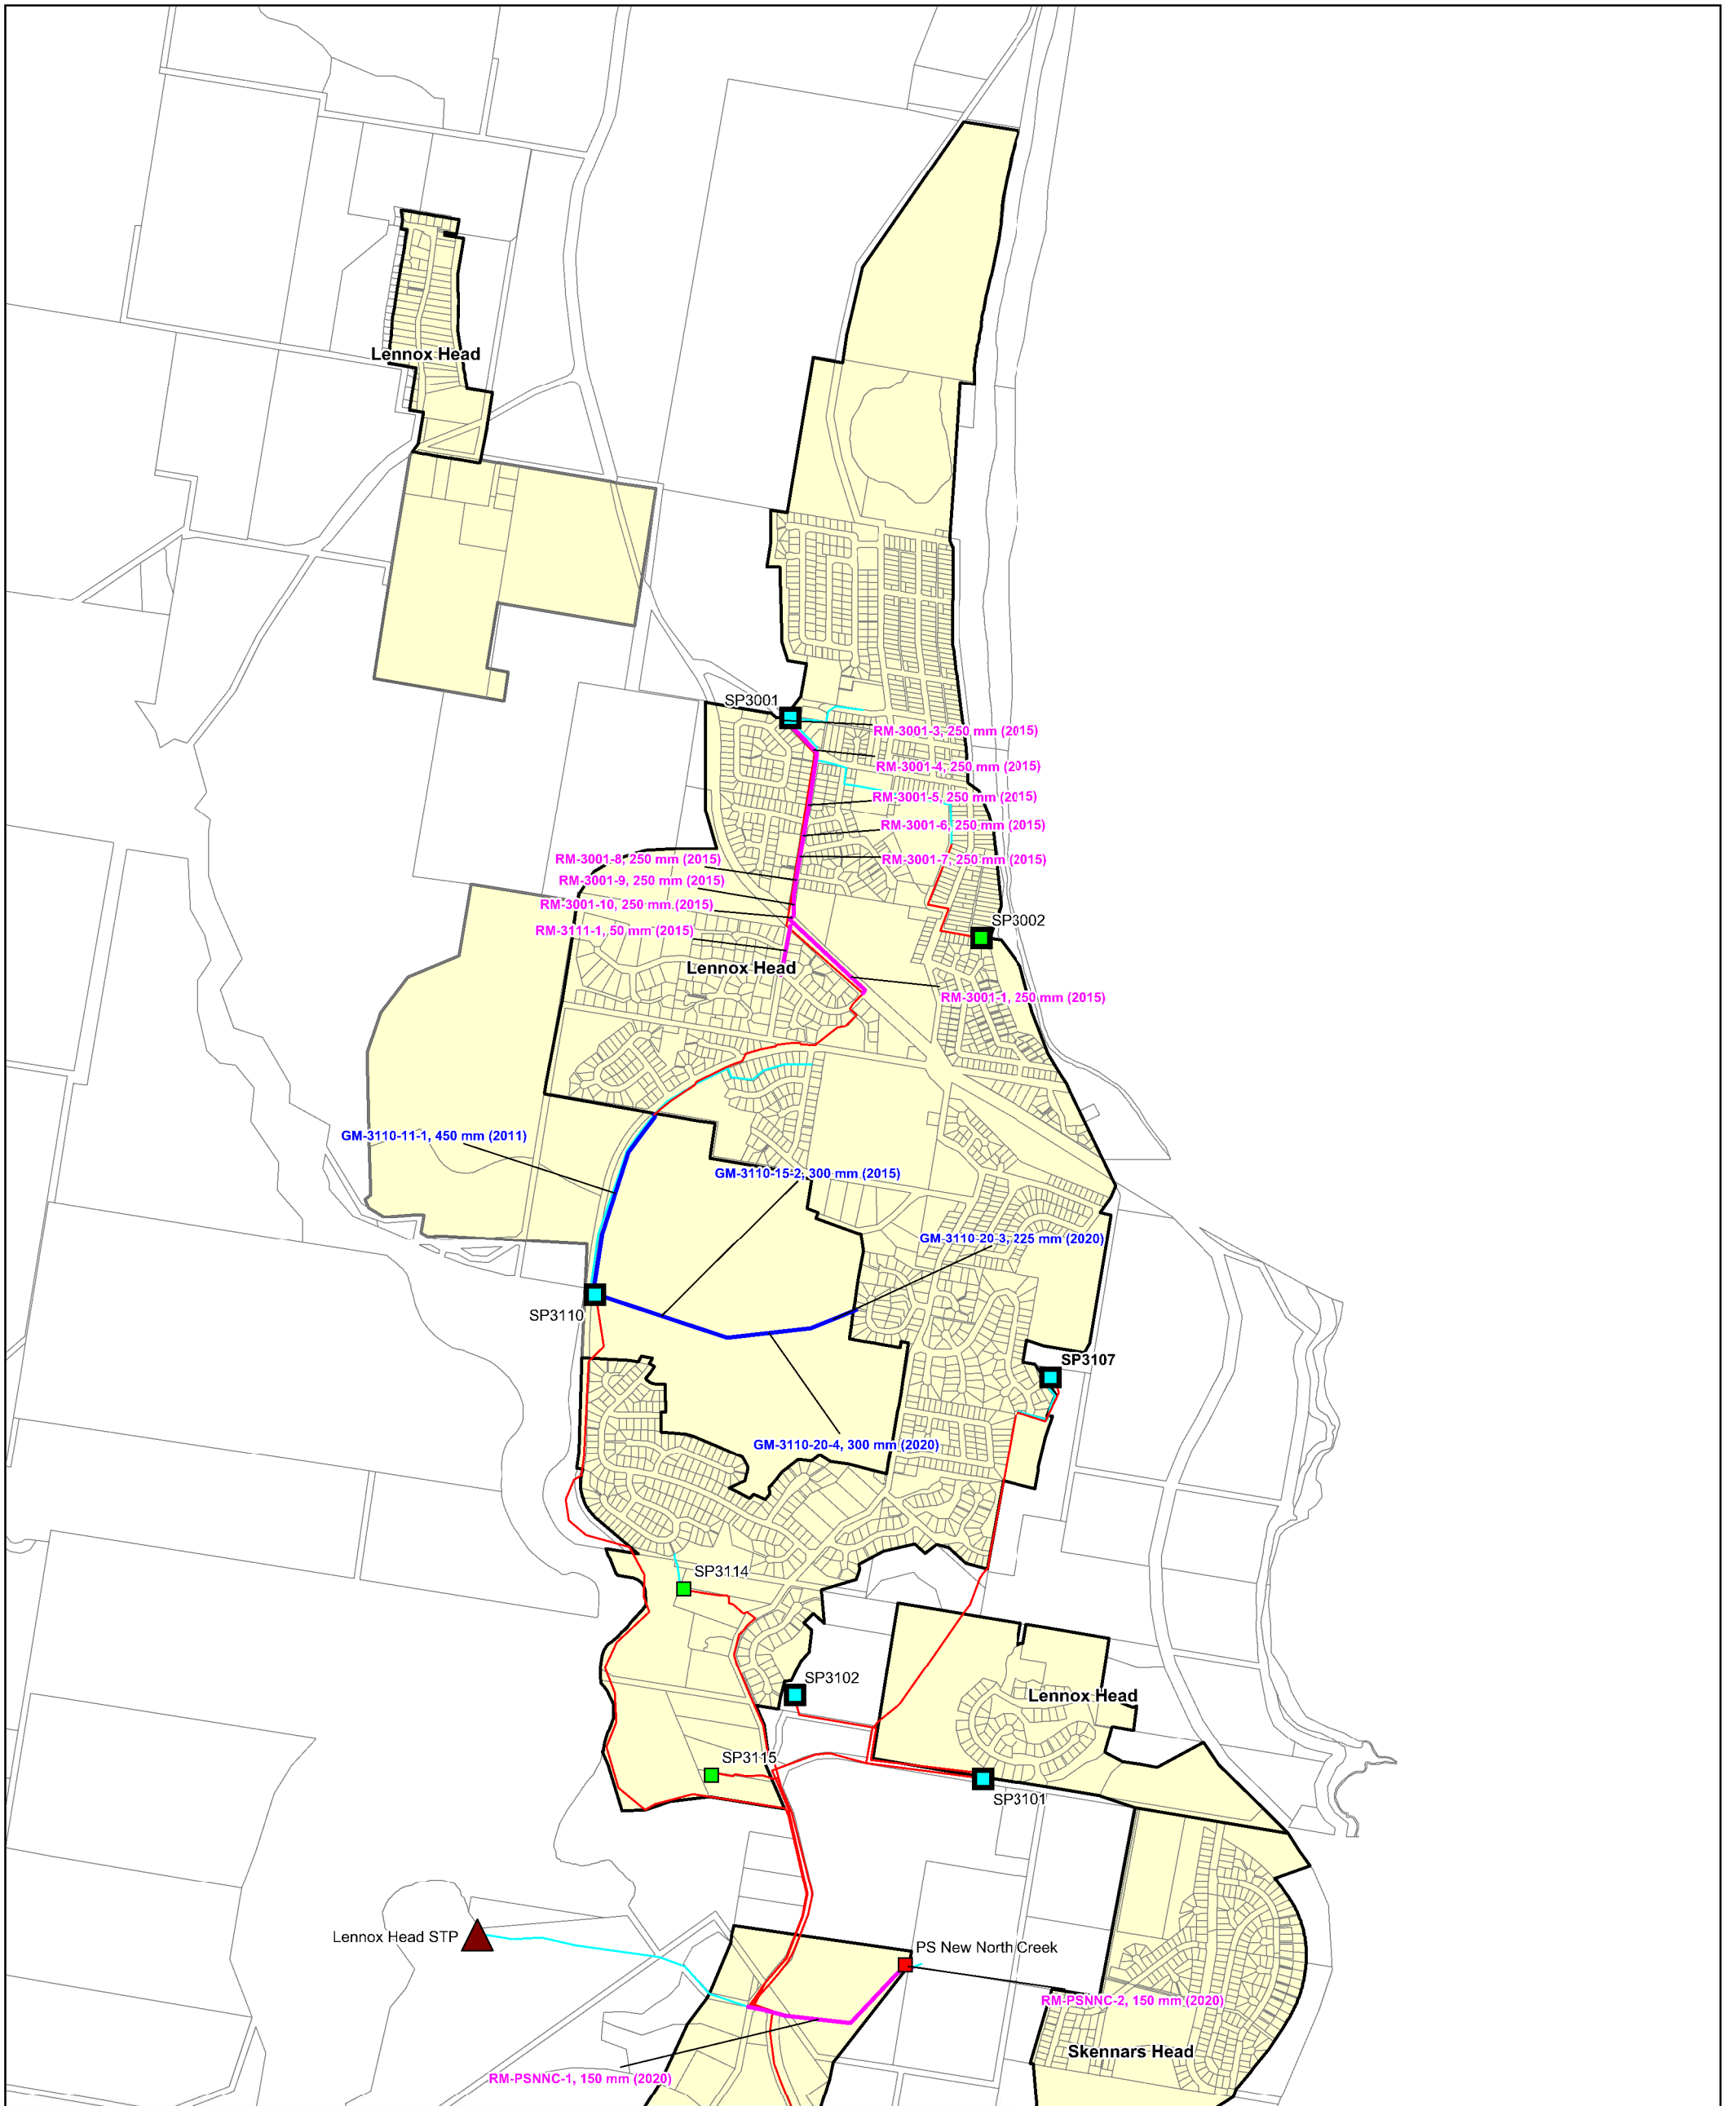 Lennox Head
SP3001
RM-3001-3, 250 mm (2015)
RM-3001-4, 250 mm (2015)
RM-3001-5, 250 mm (2015)
RM-3001-6, 250 mm (2015)
RM-3001-7, 250 mm (2015)
RM-3001-8, 250 mm (2015)
RM-3001-9, 250 mm (2015)
RM-3001-10, 250 mm (2015)
SP3002
RM-3111-1, 50 mm (2015)
Lennox Head
RM-3001-1, 250 mm (2015)
GM-3110-11-1, 450 mm (2011)
GM-3110-15-2, 300 mm (2015)
GM-3110-20-3, 225 mm (2020)
SP3110
SP3107
GM-3110-20-4, 300 mm (2020)
SP3114
SP3102
Lennox Head
SP3115
SP3101
Lennox Head STP
PS New North Creek
RM-PSNNC-2, 150 mm (2020)
Skennars Head
RM-PSNNC-1, 150 mm (2020)